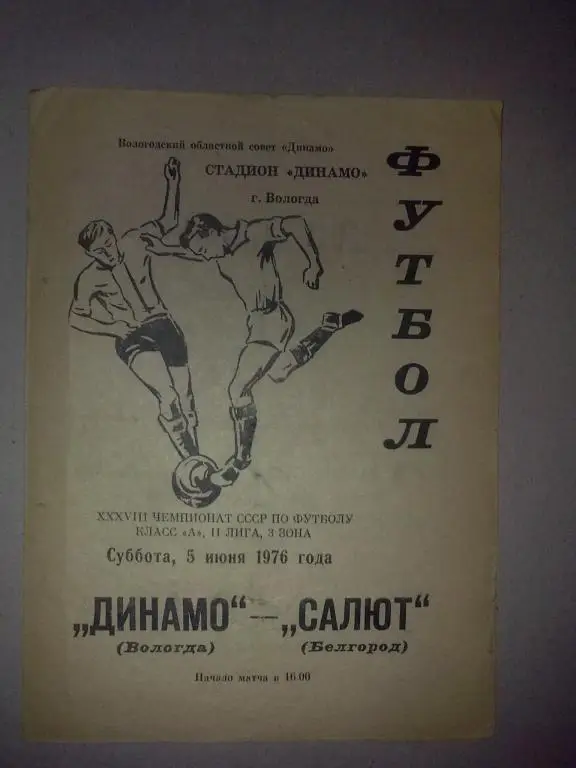 Вологодский областной совет «Динамо»
СТАДИОН «ДИНАМО»
г. Вологда
ФУТБОЛ
XXXVIII ЧЕМПИОНАТ СССР ПО ФУТБОЛУ
КЛАСС «А», II ЛИГА, 3 ЗОНА
Суббота, 5 июня 1976 года
„ДИНАМО“ — „САЛЮТ“
(Вологда) (Белгород)
Начало матча в 16.00